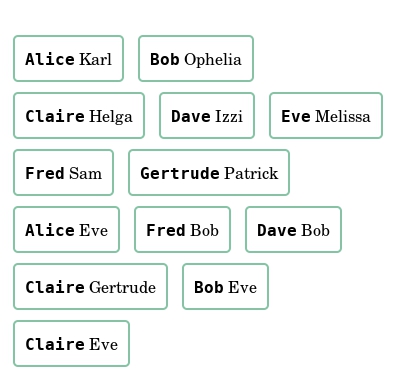 Alice Karl Bob Ophelia
Claire Helga Dave Izzi Eve Melissa
Fred Sam Gertrude Patrick
Alice Eve Fred Bob Dave Bob
Claire Gertrude Bob Eve
Claire Eve